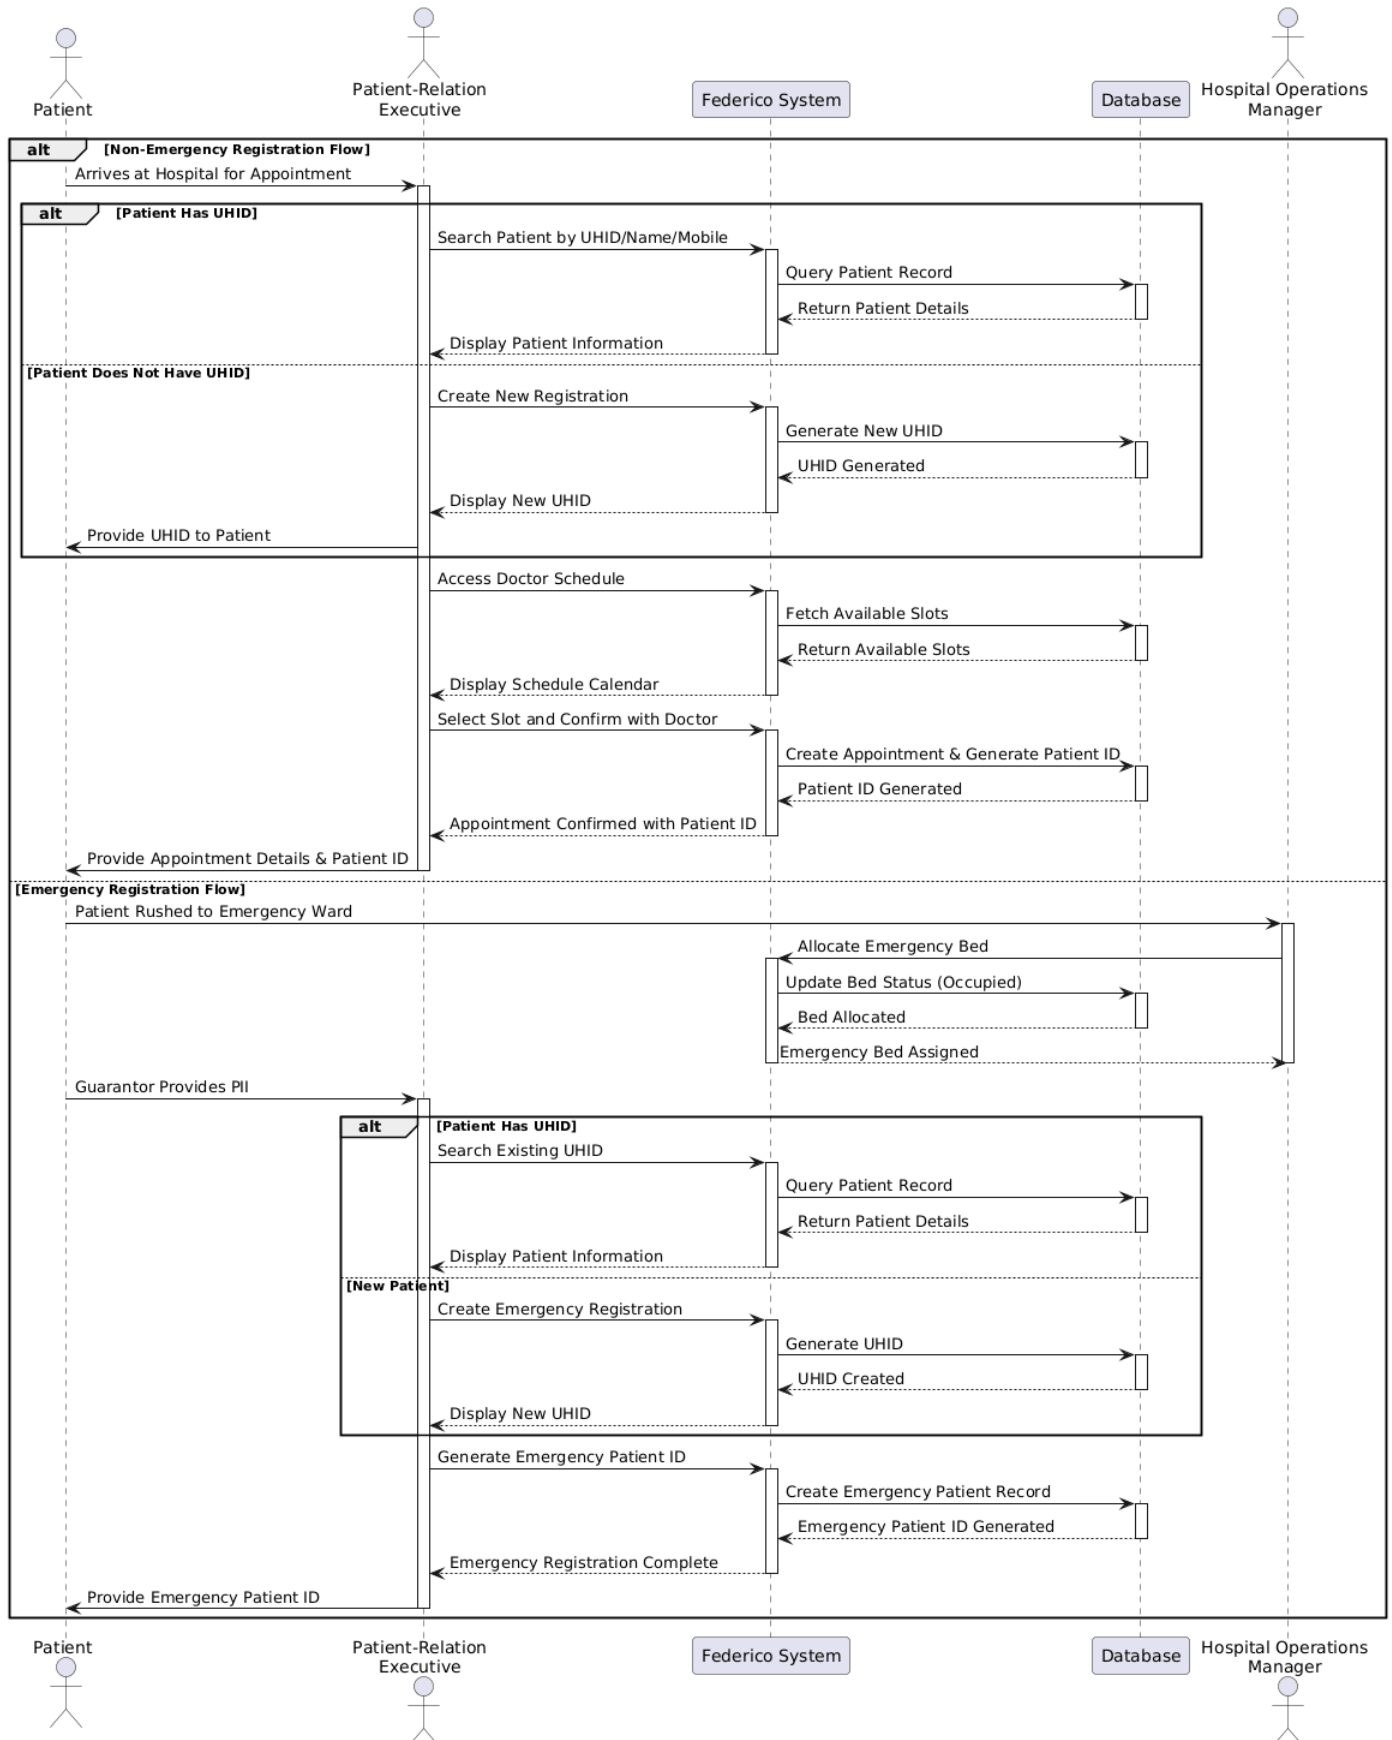 Patient
Patient-Relation
Executive
Federico System
Database
Hospital Operations
Manager
alt
[Non-Emergency Registration Flow]
Arrives at Hospital for Appointment
alt
[Patient Has UHID]
Search Patient by UHID/Name/Mobile
Query Patient Record
Return Patient Details
Display Patient Information
[Patient Does Not Have UHID]
Create New Registration
Generate New UHID
UHID Generated
Display New UHID
Provide UHID to Patient
Access Doctor Schedule
Fetch Available Slots
Return Available Slots
Display Schedule Calendar
Select Slot and Confirm with Doctor
Create Appointment & Generate Patient ID
Patient ID Generated
Appointment Confirmed with Patient ID
Provide Appointment Details & Patient ID
[Emergency Registration Flow]
Patient Rushed to Emergency Ward
Allocate Emergency Bed
Update Bed Status (Occupied)
Bed Allocated
Emergency Bed Assigned
Guarantor Provides PII
alt
[Patient Has UHID]
Search Existing UHID
Query Patient Record
Return Patient Details
Display Patient Information
[New Patient]
Create Emergency Registration
Generate UHID
UHID Created
Display New UHID
Generate Emergency Patient ID
Create Emergency Patient Record
Emergency Patient ID Generated
Emergency Registration Complete
Provide Emergency Patient ID
Patient
Patient-Relation
Executive
Federico System
Database
Hospital Operations
Manager